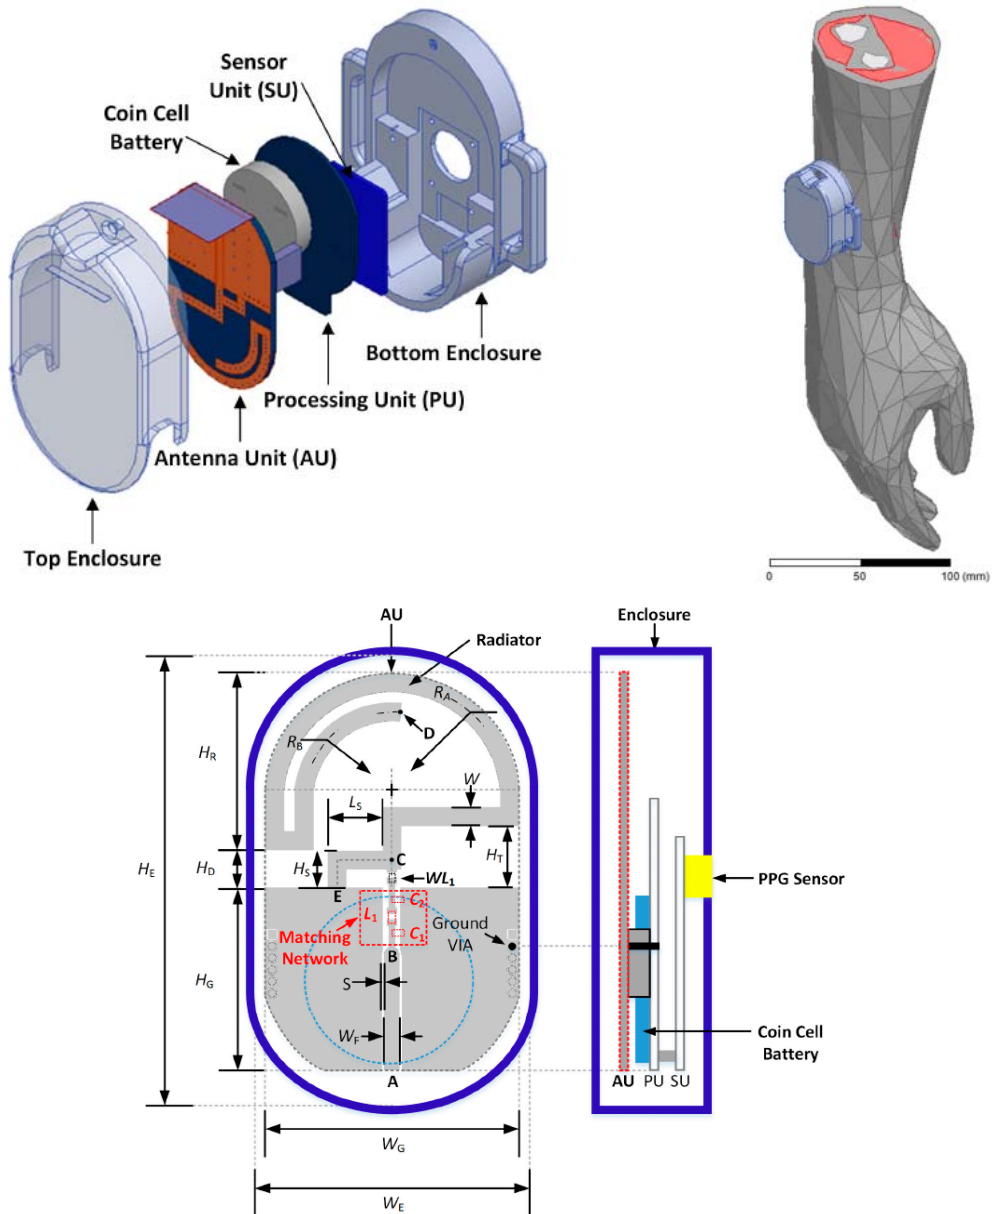 Sensor
Unit (SU)
Coin Cell
Battery
Bottom Enclosure
Processing Unit (PU)
Antenna Unit (AU)
Top Enclosure
0 50 100 (mm)
AU
Enclosure
Radiator
RA
D
RB
HR
W
LS
HE
HD
HS
C
HT
WL1
E
PPG Sensor
L1
C2
Matching
Network
C1
Ground
VIA
B
HG
S
WF
Coin Cell
Battery
A
AU PU SU
WG
WE